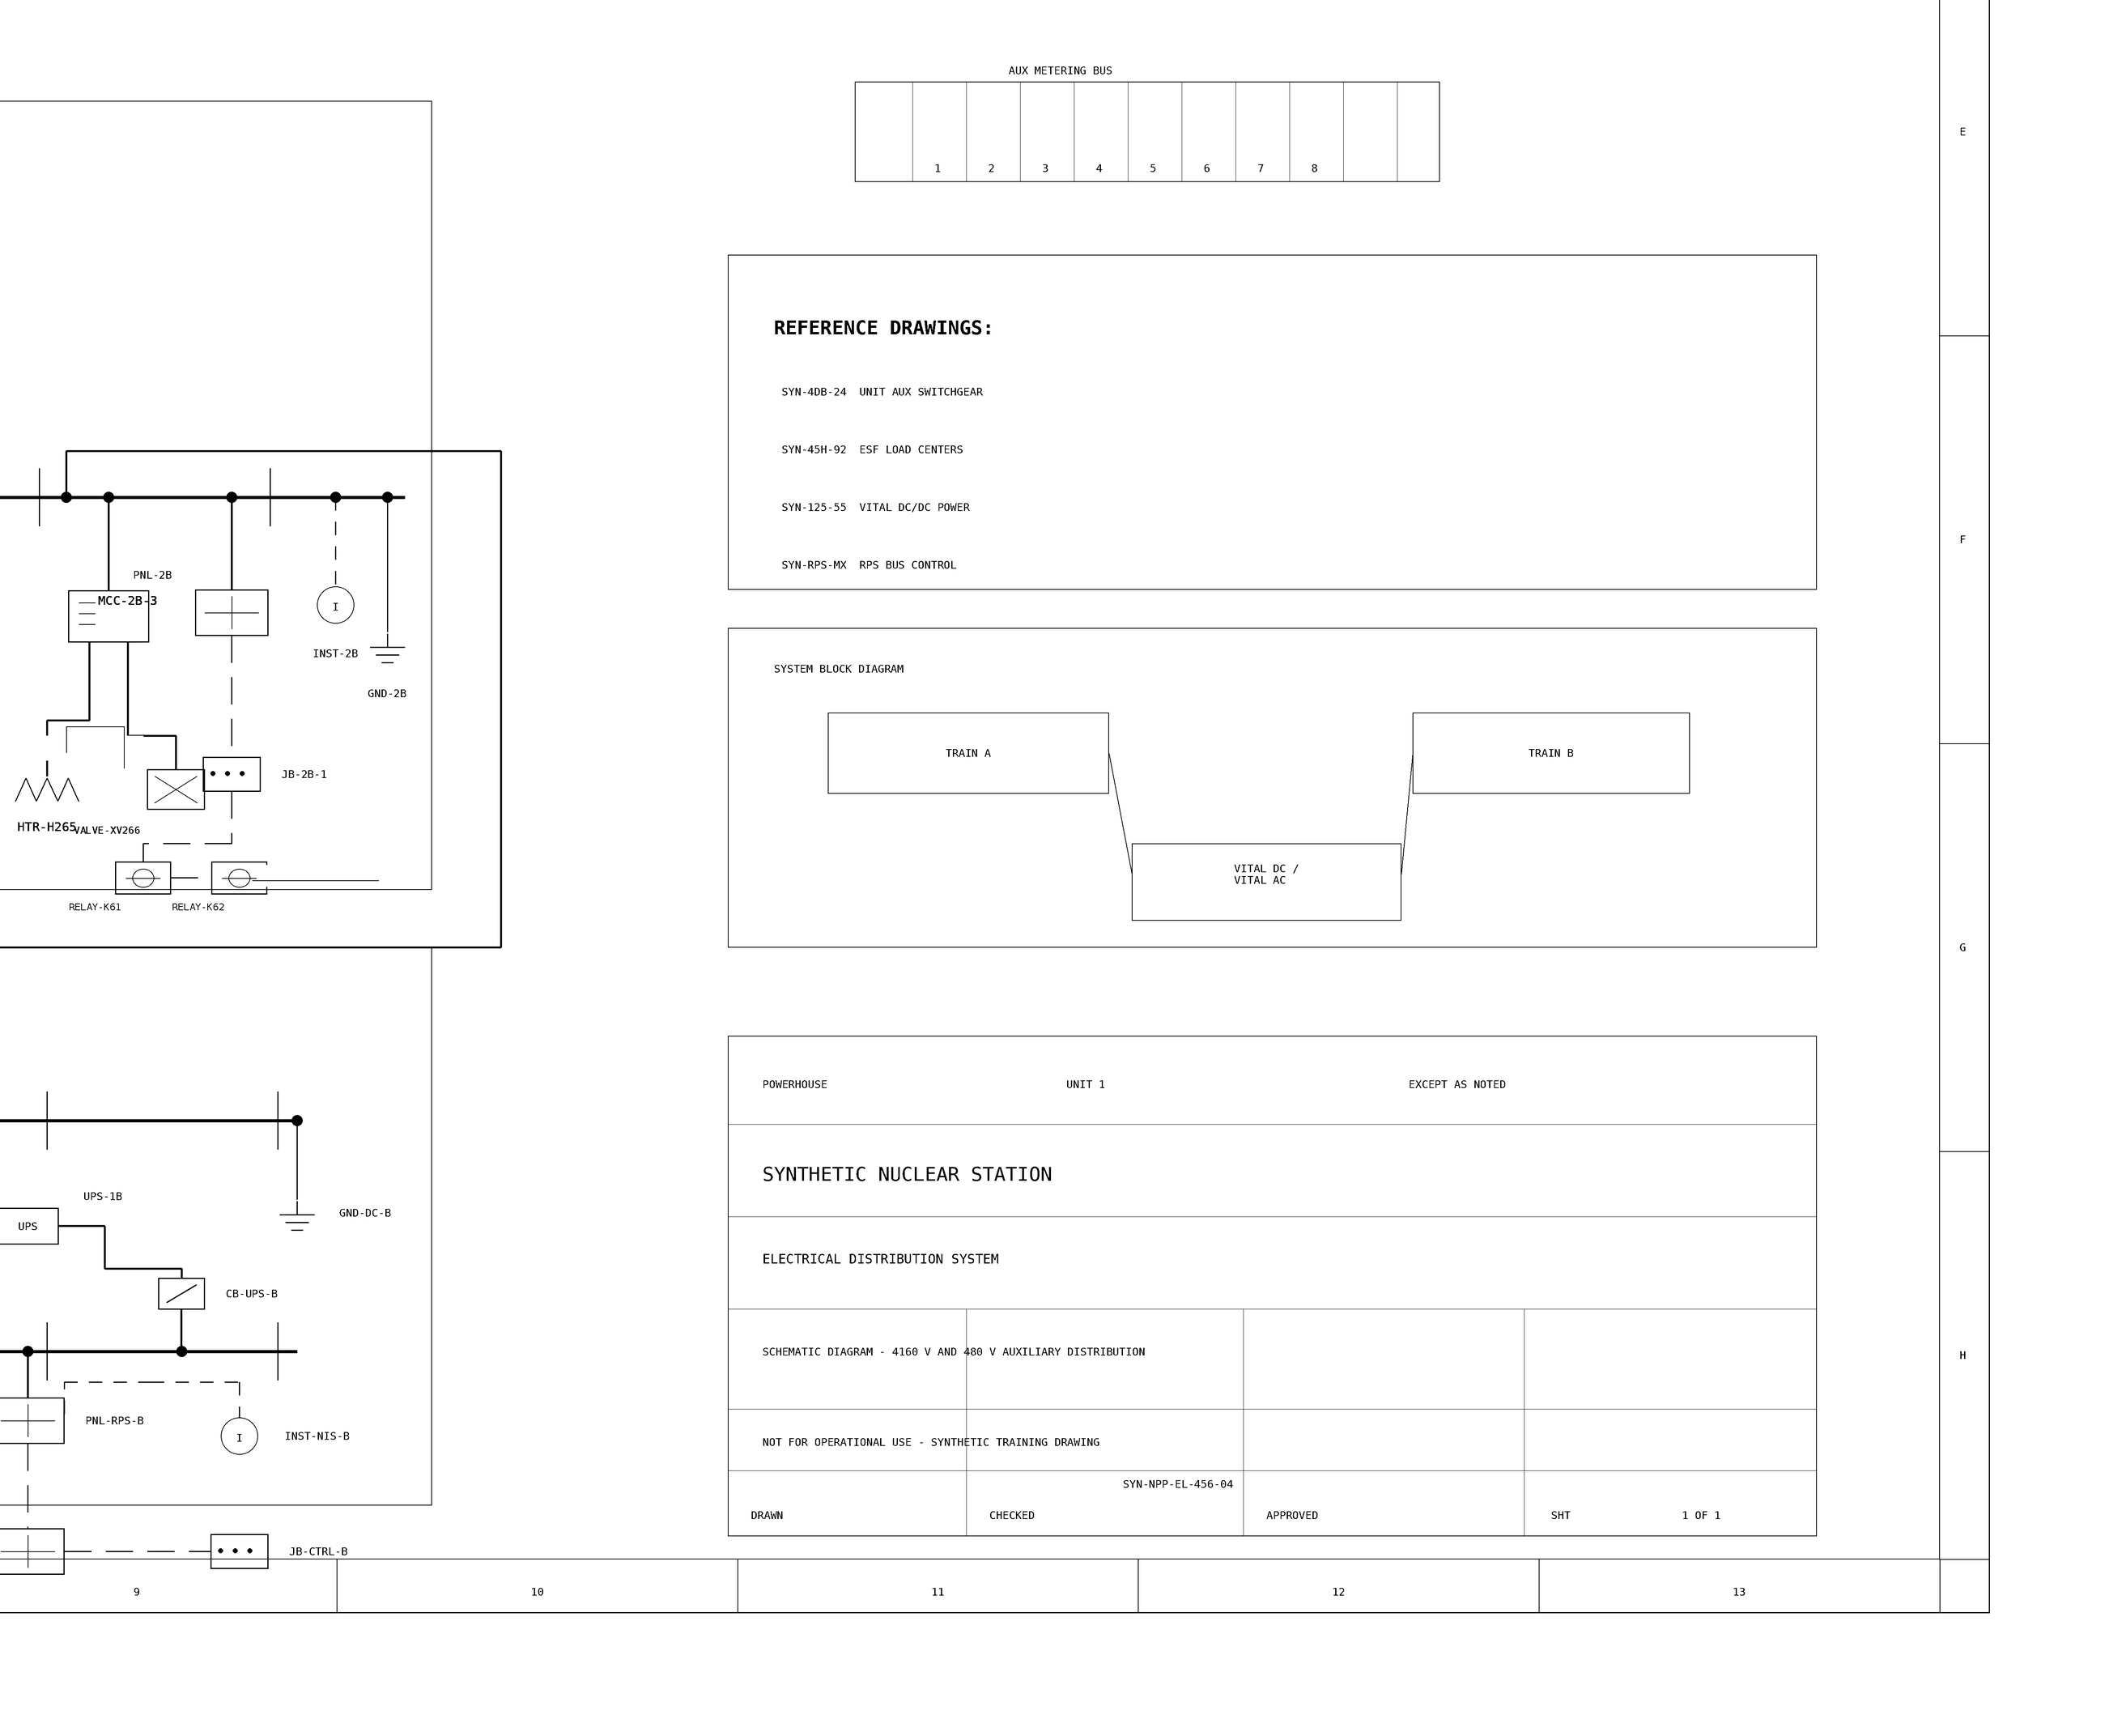 AUX METERING BUS
1 2 3 4 5 6 7 8
E
REFERENCE DRAWINGS:
SYN-4DB-24  UNIT AUX SWITCHGEAR
SYN-45H-92  ESF LOAD CENTERS
SYN-125-55  VITAL DC/DC POWER
SYN-RPS-MX  RPS BUS CONTROL
F
PNL-2B
MCC-2B-3
I
INST-2B
GND-2B
JB-2B-1
HTR-H265
VALVE-XV266
RELAY-K61
RELAY-K62
SYSTEM BLOCK DIAGRAM
TRAIN A
TRAIN B
VITAL DC /
VITAL AC
G
UPS-1B
UPS
GND-DC-B
CB-UPS-B
PNL-RPS-B
I
INST-NIS-B
JB-CTRL-B
POWERHOUSE
UNIT 1
EXCEPT AS NOTED
SYNTHETIC NUCLEAR STATION
ELECTRICAL DISTRIBUTION SYSTEM
SCHEMATIC DIAGRAM - 4160 V AND 480 V AUXILIARY DISTRIBUTION
H
NOT FOR OPERATIONAL USE - SYNTHETIC TRAINING DRAWING
SYN-NPP-EL-456-04
DRAWN
CHECKED
APPROVED
SHT
1 OF 1
9 10 11 12 13